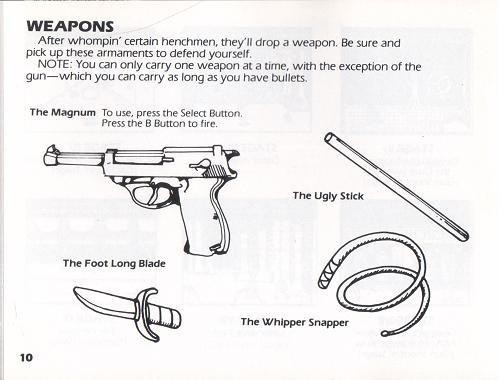 WEAPONS
After whompin' certain henchmen, they'll drop a weapon. Be sure and
pick up these armaments to defend yourself.
NOTE: You can only carry one weapon at a time, with the exception of the
gun—which you can carry as long as you have bullets.
The Magnum To use, press the Select Button.
Press the B Button to fire.
The Ugly Stick
The Foot Long Blade
The Whipper Snapper
10